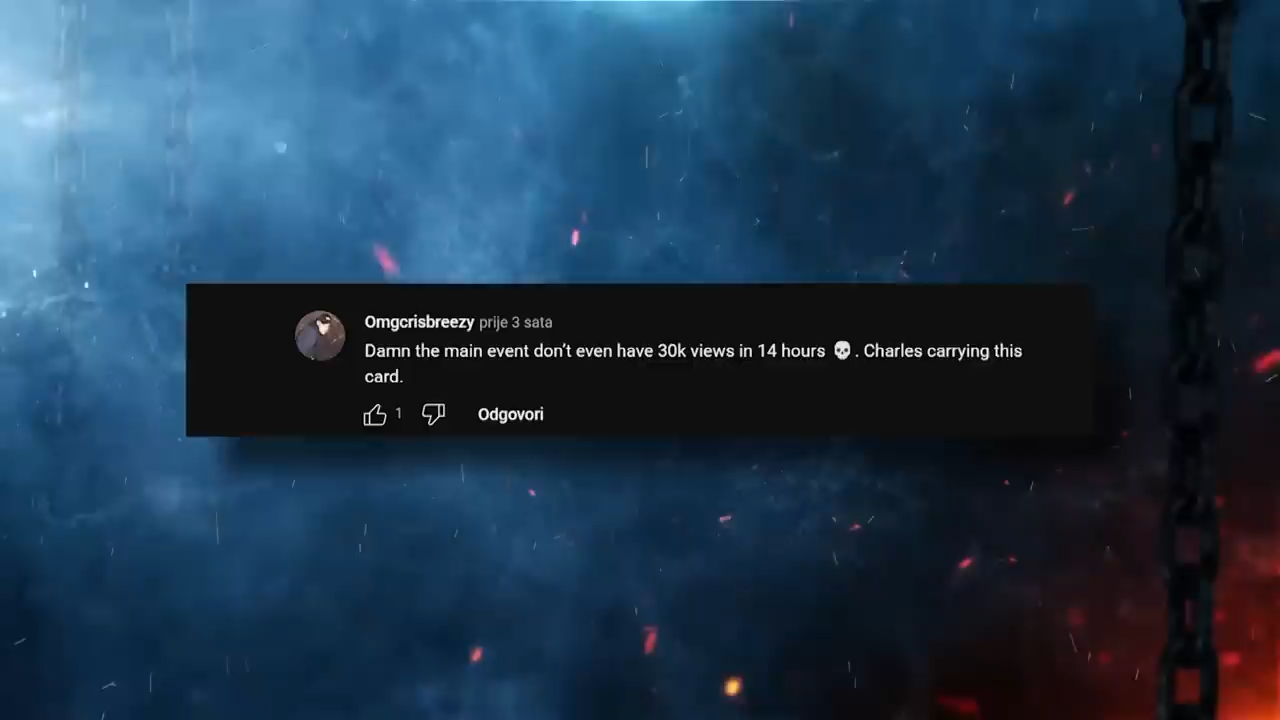 Omgcrisbreezy prije 3 sata
Damn the main event don’t even have 30k views in 14 hours 💀. Charles carrying this
card.
1 Odgovori